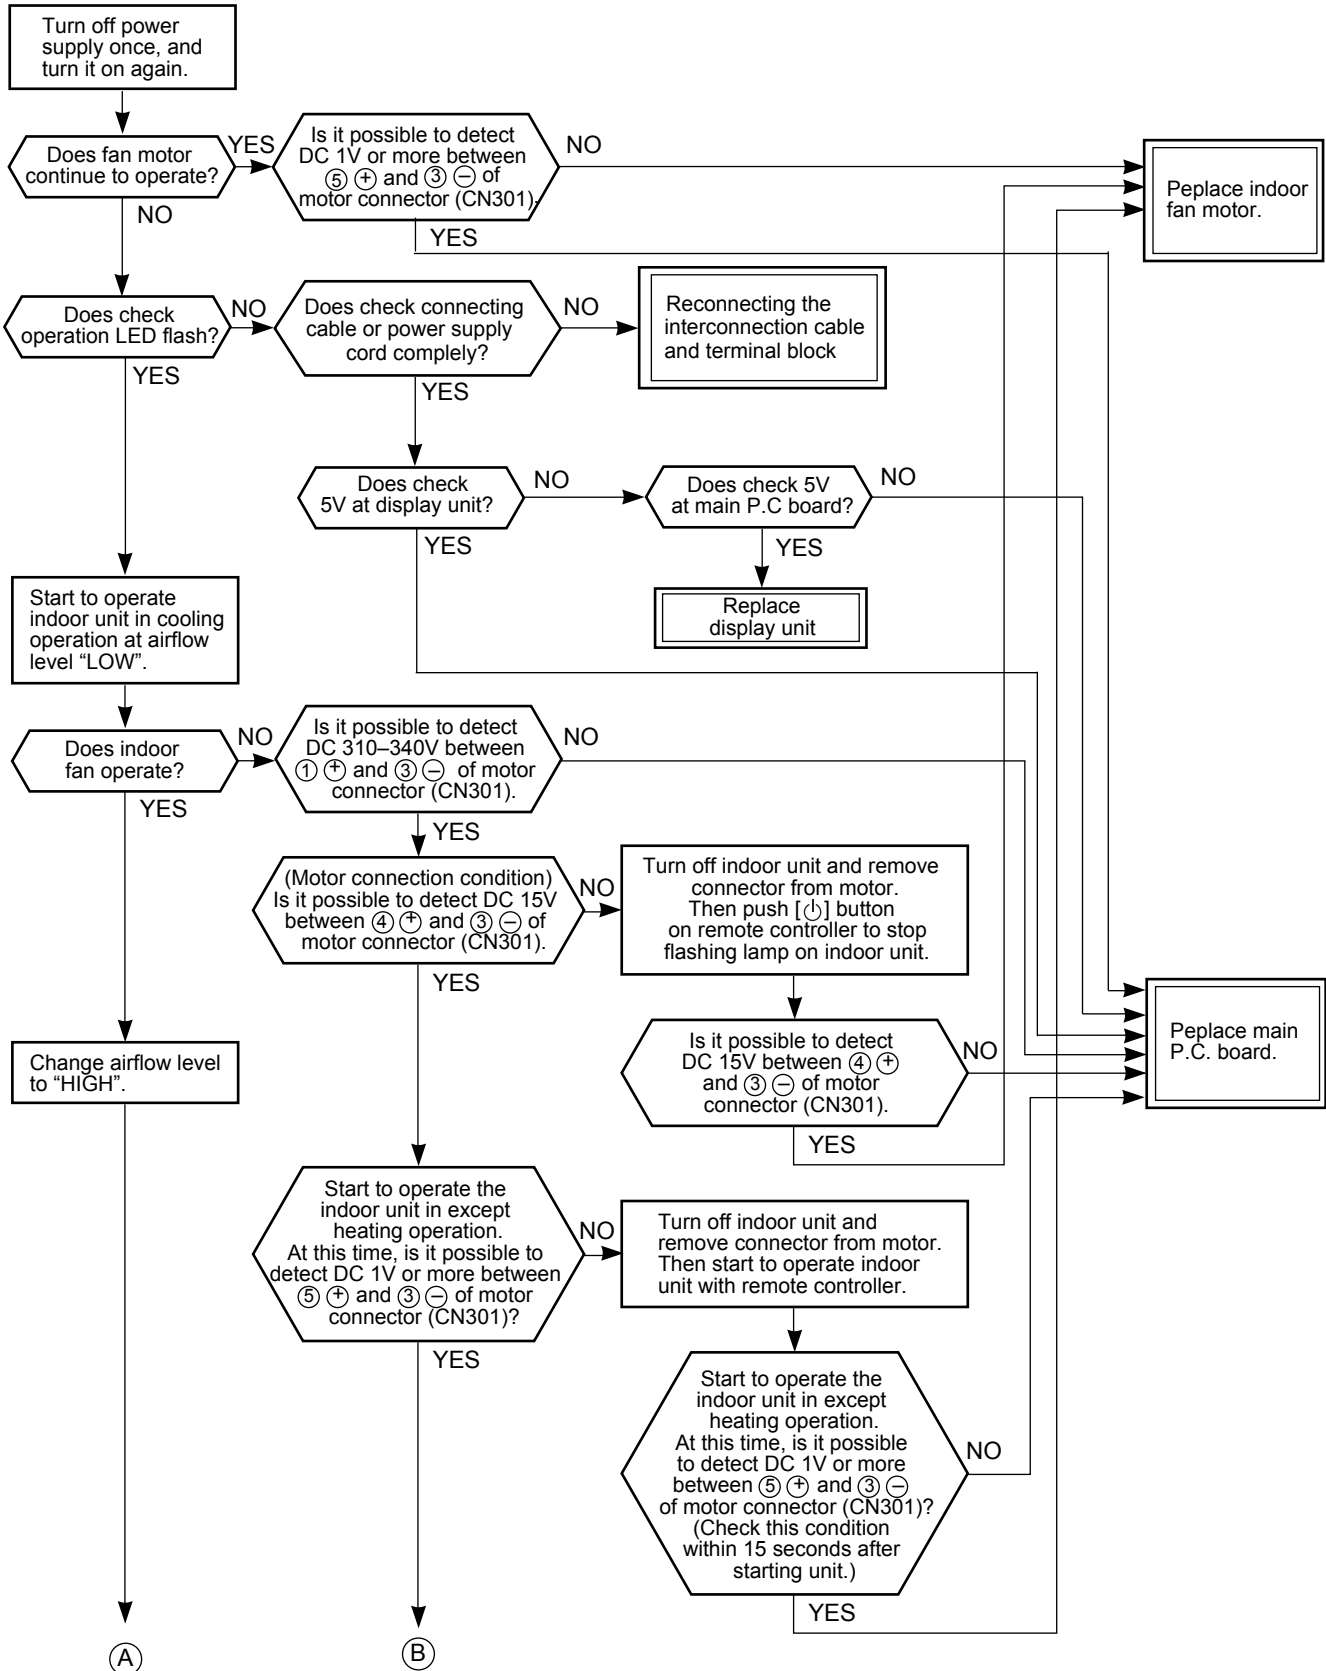 Turn off power
supply once, and
turn it on again.
Does fan motor
continue to operate?
YES
NO
Is it possible to detect
DC 1V or more between
⑤ ⊕ and ③ ⊖ of
motor connector (CN301).
NO
YES
Peplace indoor
fan motor.
Does check
operation LED flash?
NO
YES
Does check connecting
cable or power supply
cord complely?
NO
YES
Reconnecting the
interconnection cable
and terminal block
Does check
5V at display unit?
NO
YES
Does check 5V
at main P.C board?
NO
YES
Replace
display unit
Start to operate
indoor unit in cooling
operation at airflow
level “LOW”.
Does indoor
fan operate?
NO
YES
Is it possible to detect
DC 310–340V between
① ⊕ and ③ ⊖ of motor
connector (CN301).
NO
YES
(Motor connection condition)
Is it possible to detect DC 15V
between ④ ⊕ and ③ ⊖ of
motor connector (CN301).
NO
YES
Turn off indoor unit and remove
connector from motor.
Then push [⏻] button
on remote controller to stop
flashing lamp on indoor unit.
Is it possible to detect
DC 15V between ④ ⊕
and ③ ⊖ of motor
connector (CN301).
NO
YES
Peplace main
P.C. board.
Change airflow level
to “HIGH”.
Start to operate the
indoor unit in except
heating operation.
At this time, is it possible to
detect DC 1V or more between
⑤ ⊕ and ③ ⊖ of motor
connector (CN301)?
NO
YES
Turn off indoor unit and
remove connector from motor.
Then start to operate indoor
unit with remote controller.
Start to operate the
indoor unit in except
heating operation.
At this time, is it possible
to detect DC 1V or more
between ⑤ ⊕ and ③ ⊖
of motor connector (CN301)?
(Check this condition
within 15 seconds after
starting unit.)
NO
YES
Ⓐ
Ⓑ